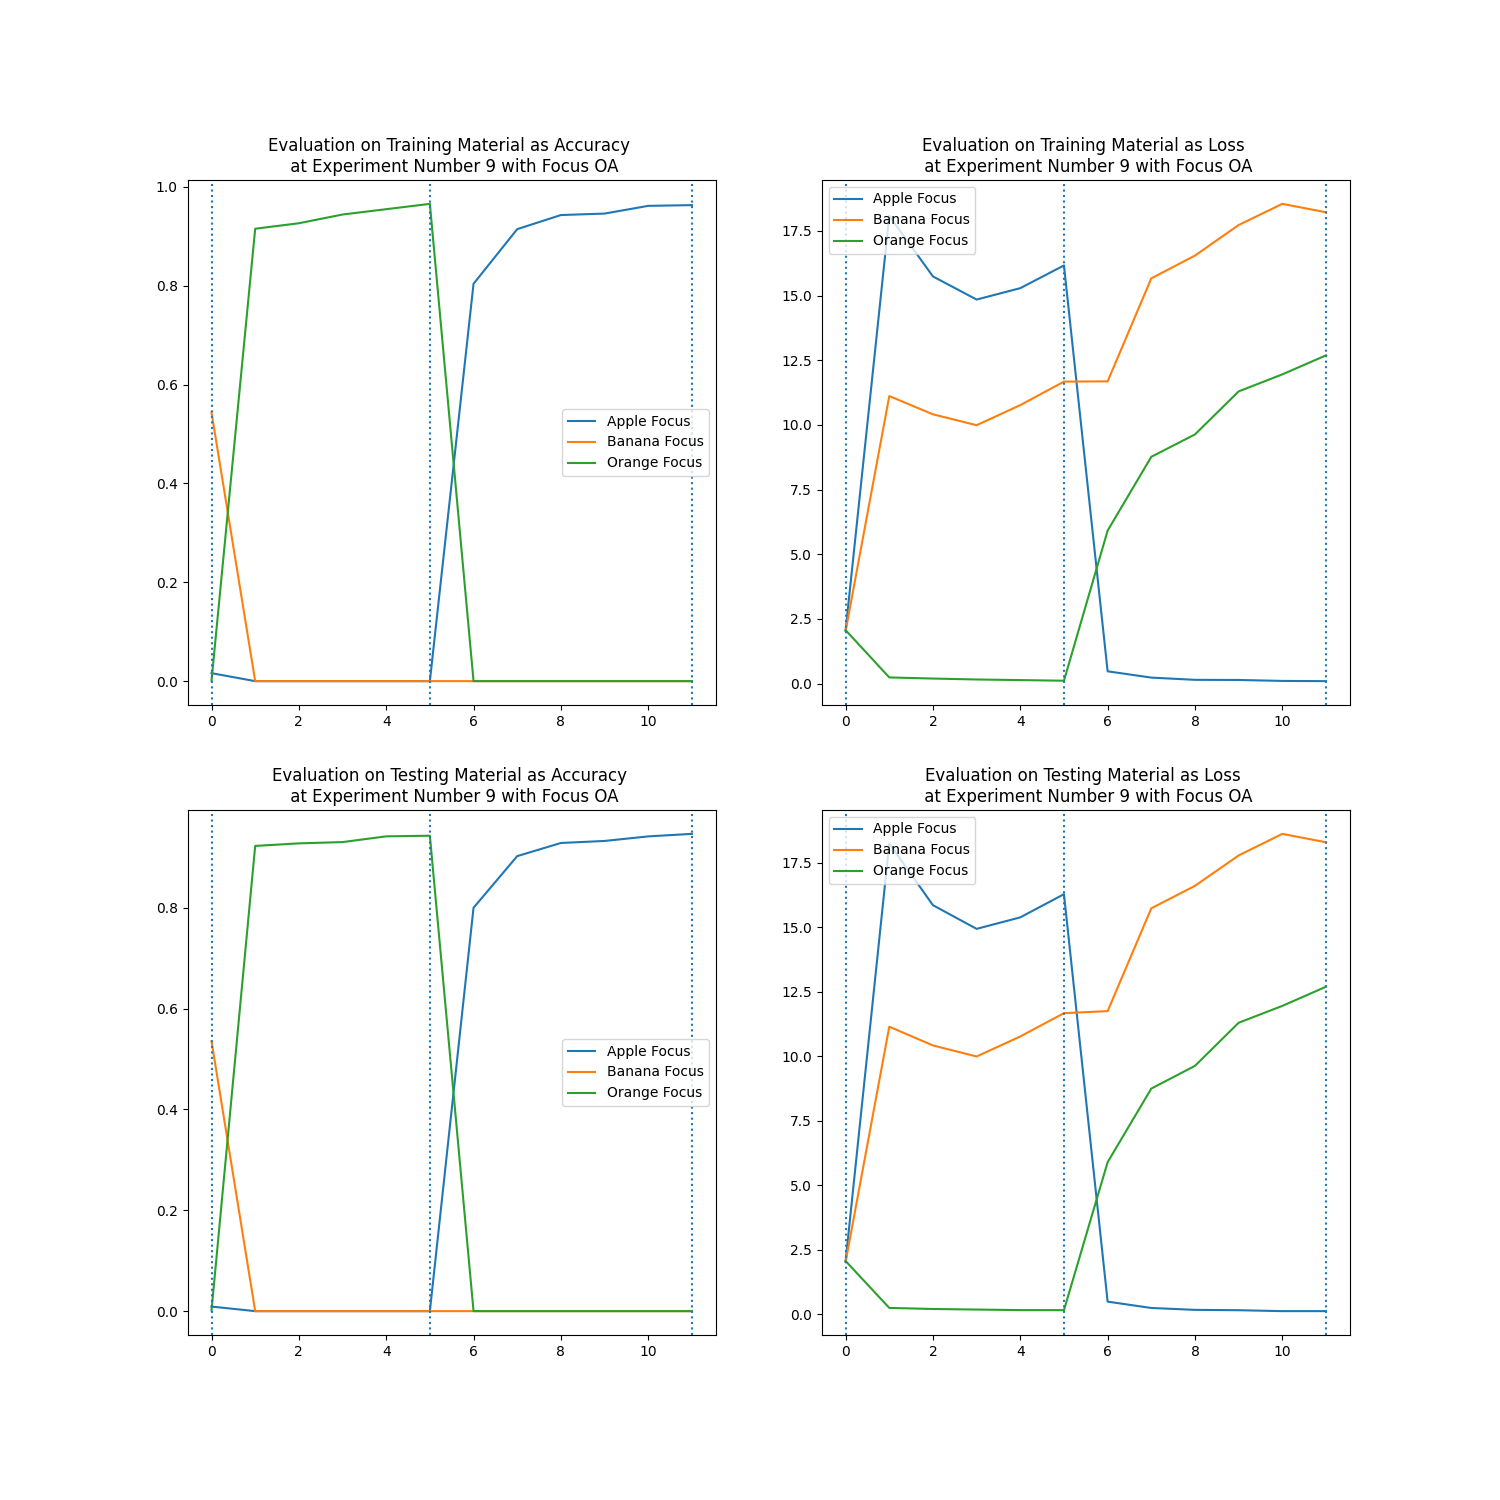 Evaluation on Training Material as Accuracy
at Experiment Number 9 with Focus OA
1.0
0.8
0.6
0.4
0.2
0.0
0 2 4 6 8 10
Apple Focus
Banana Focus
Orange Focus
Evaluation on Training Material as Loss
at Experiment Number 9 with Focus OA
Apple Focus
Banana Focus
Orange Focus
17.5
15.0
12.5
10.0
7.5
5.0
2.5
0.0
0 2 4 6 8 10
Evaluation on Testing Material as Accuracy
at Experiment Number 9 with Focus OA
0.8
0.6
0.4
0.2
0.0
0 2 4 6 8 10
Apple Focus
Banana Focus
Orange Focus
Evaluation on Testing Material as Loss
at Experiment Number 9 with Focus OA
Apple Focus
Banana Focus
Orange Focus
17.5
15.0
12.5
10.0
7.5
5.0
2.5
0.0
0 2 4 6 8 10